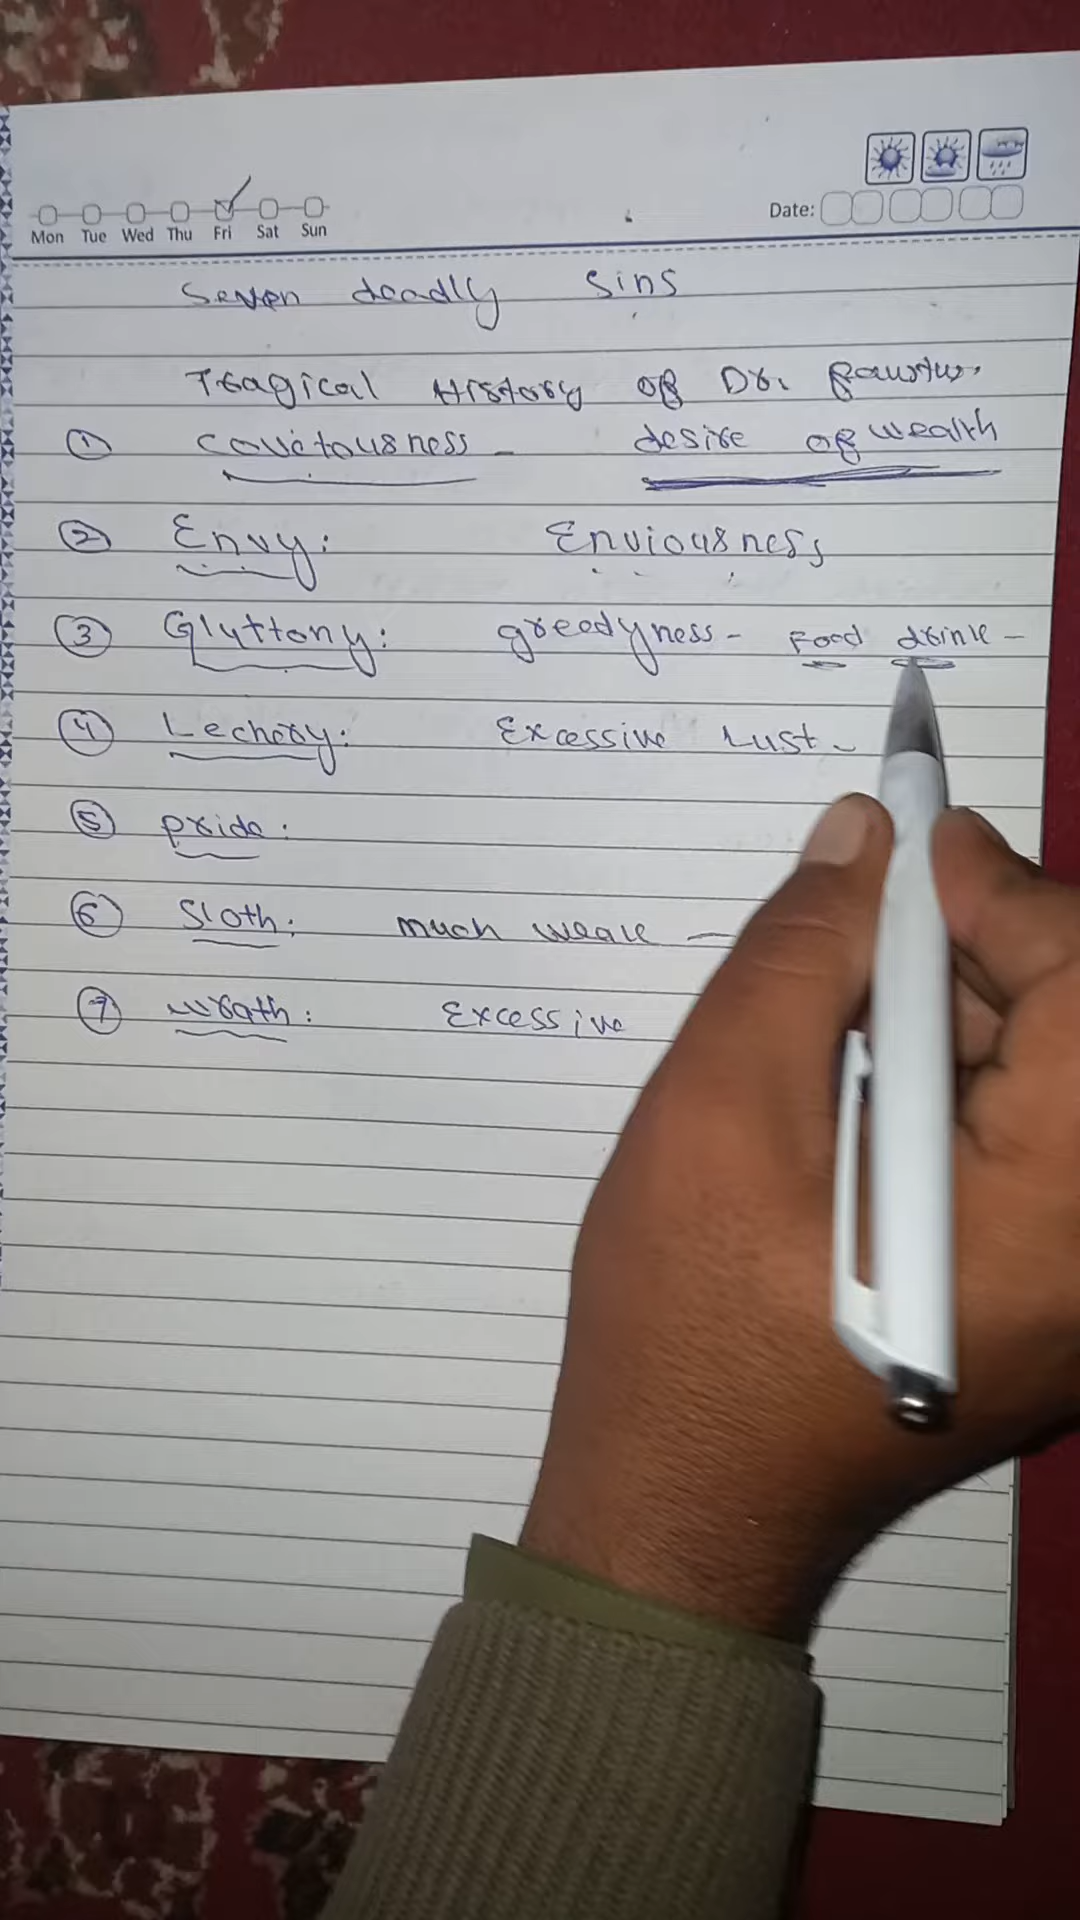 Mon Tue Wed Thu Fri Sat Sun
Date:
Seven deadly Sins
Tragical History of Dr. Faustus.
① Covetousness - desire of wealth
② Envy: Enviousness
③ Gluttony: greedyness - Food drink -
④ Lechery: Excessive Lust -
⑤ pride:
⑥ Sloth: much weak —
⑦ wrath: Excessive